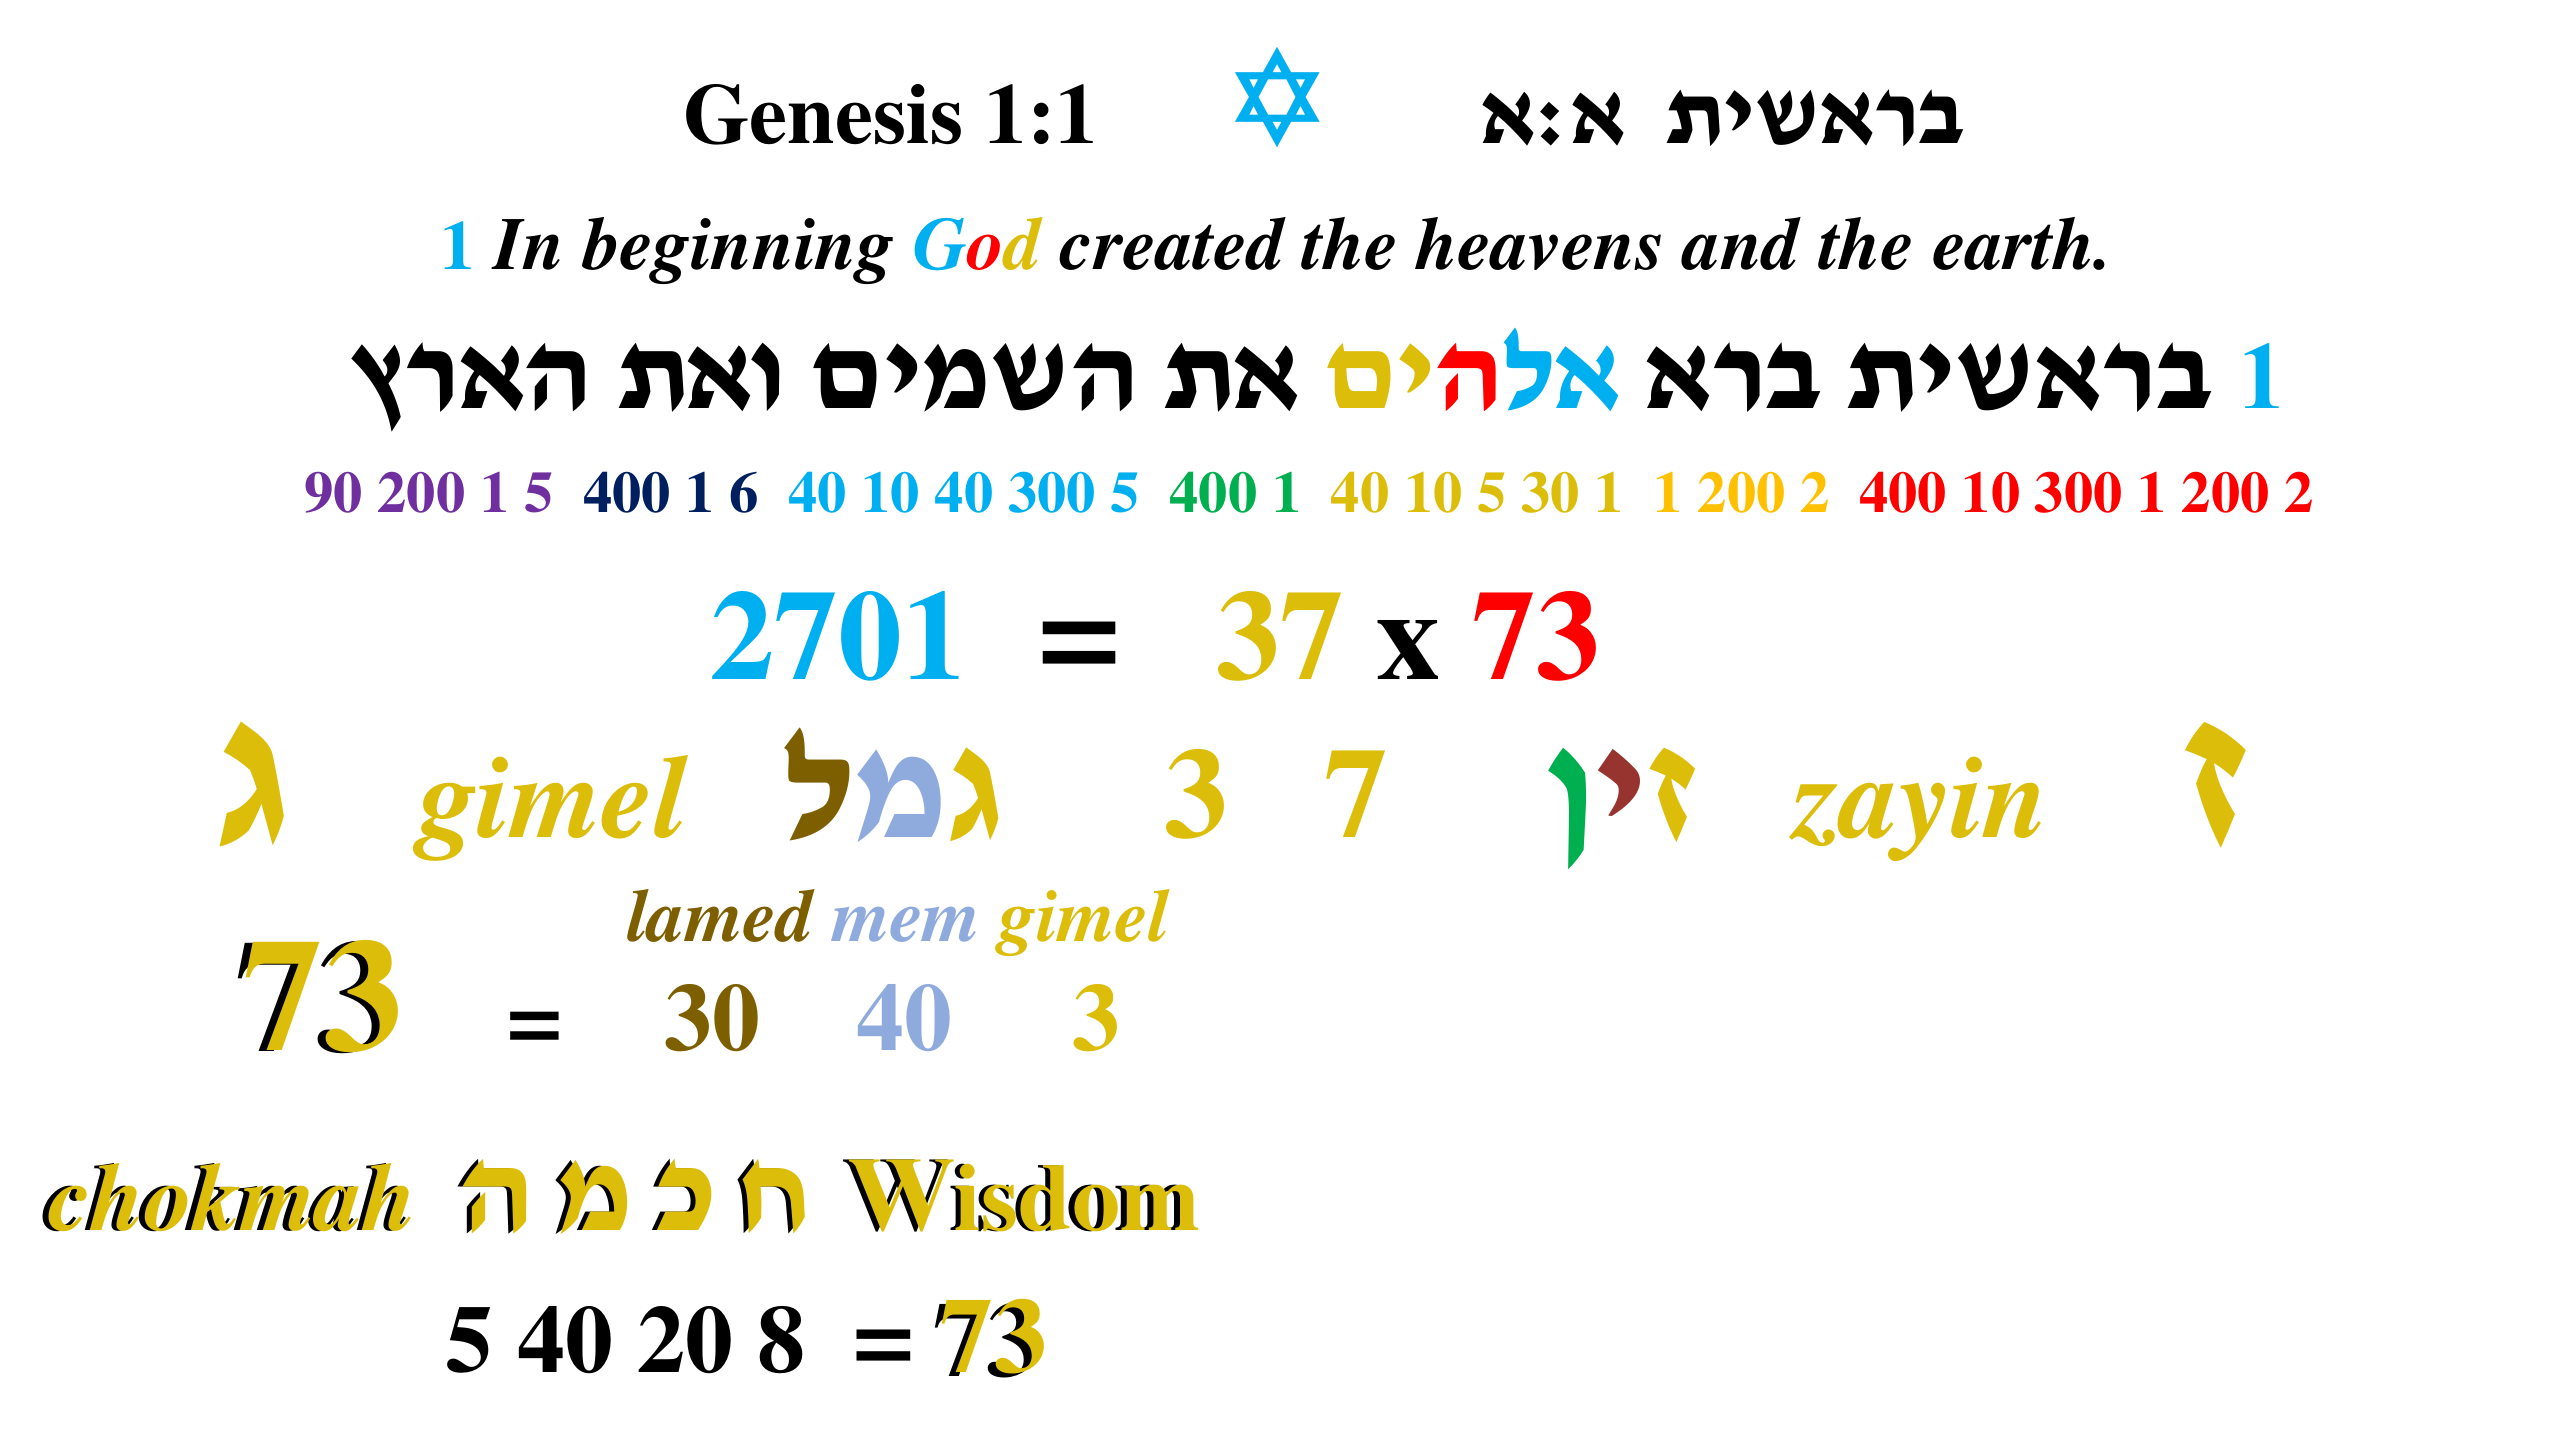 Genesis 1:1 ✡ בראשית א:א
1 In beginning God created the heavens and the earth.
1 בראשית ברא אלהים את השמים ואת הארץ
90 200 1 5 400 1 6 40 10 40 300 5 400 1 40 10 5 30 1 1 200 2 400 10 300 1 200 2
2701 = 37 x 73
ג gimel גמל 3 7 זין zayin ז
lamed mem gimel
73 = 30 40 3
chokmah ח כ מ ה Wisdom
5 40 20 8 = 73